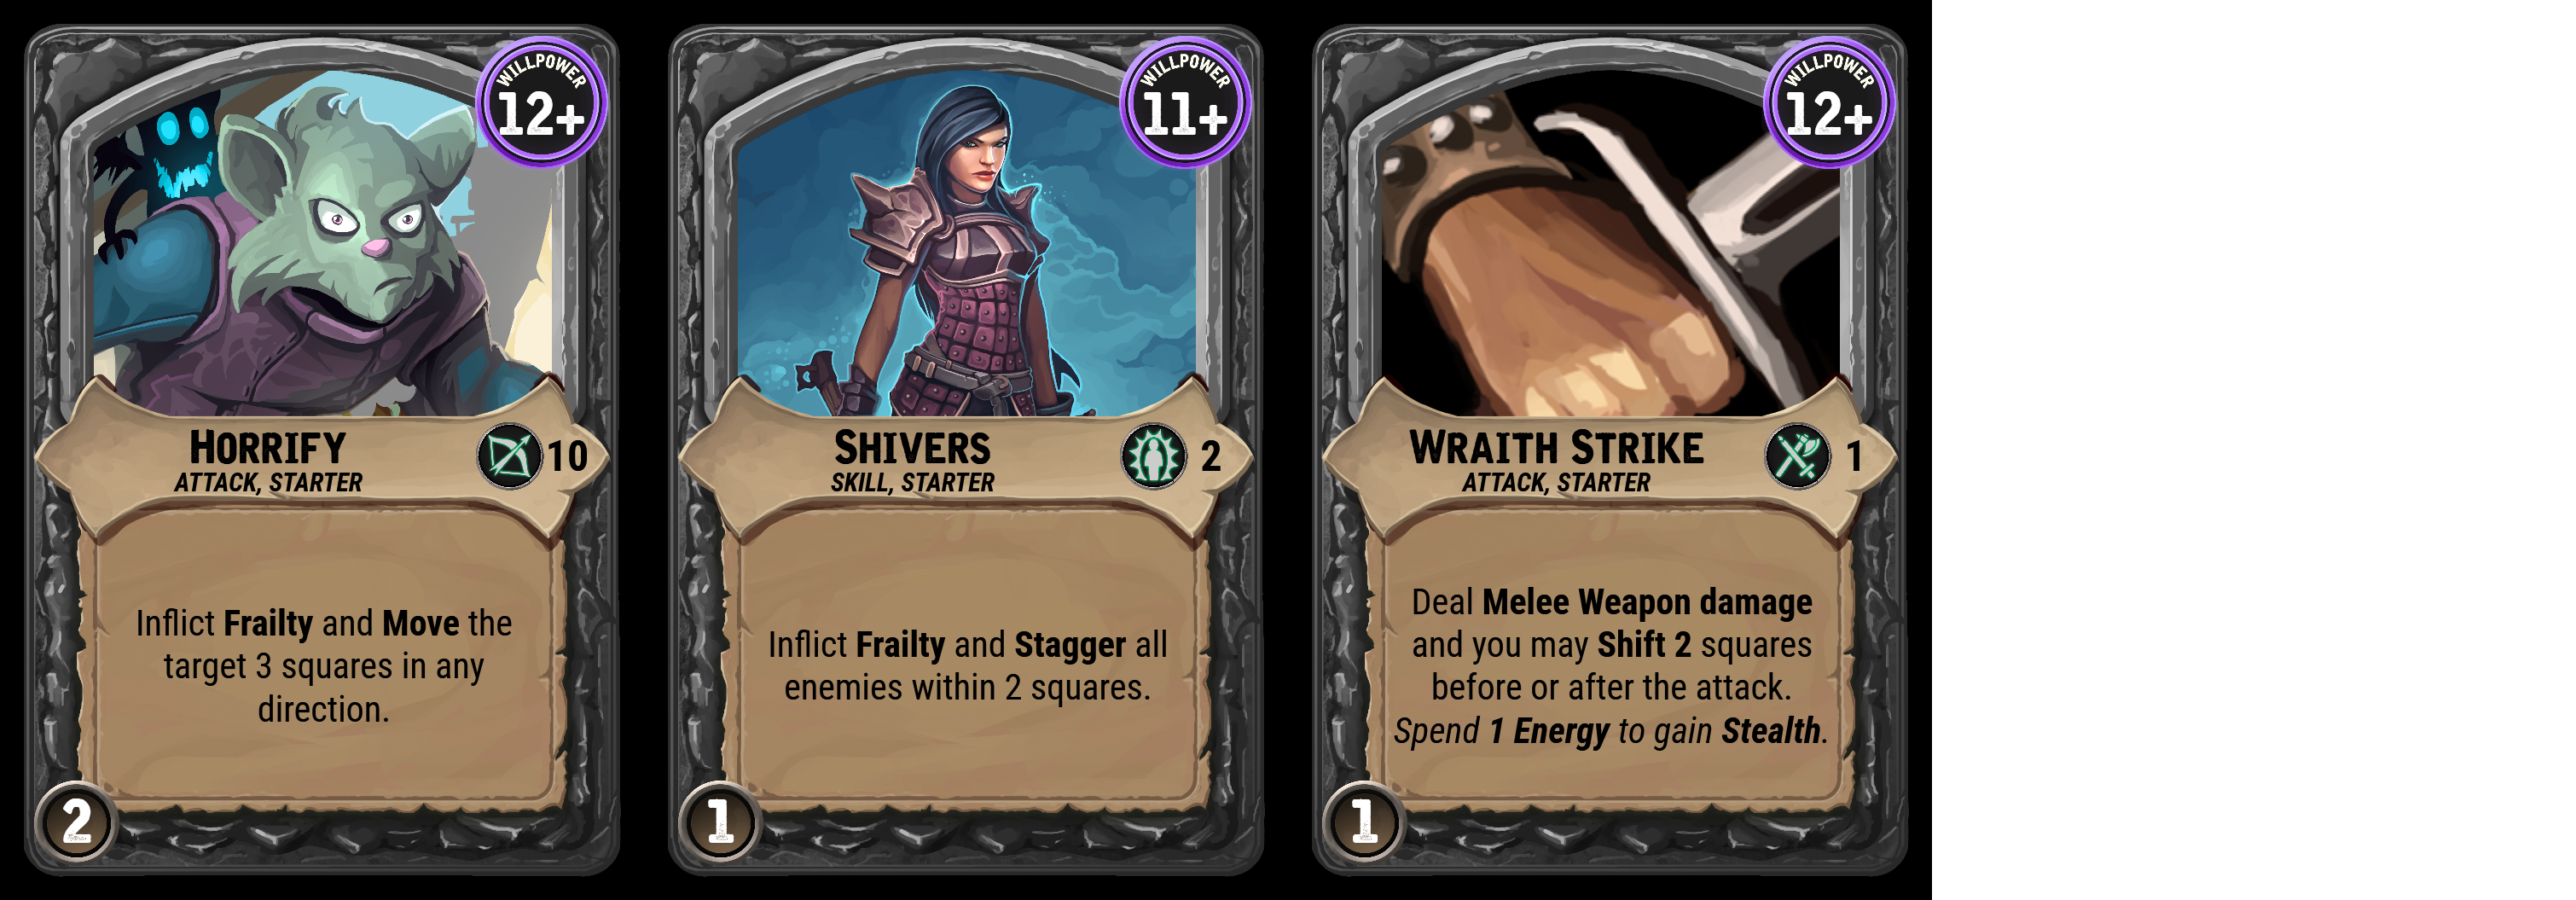 WILLPOWER
12+
HORRIFY
ATTACK, STARTER
10
Inflict Frailty and Move the
target 3 squares in any
direction.
2
WILLPOWER
11+
SHIVERS
SKILL, STARTER
2
Inflict Frailty and Stagger all
enemies within 2 squares.
1
WILLPOWER
12+
WRAITH STRIKE
ATTACK, STARTER
1
Deal Melee Weapon damage
and you may Shift 2 squares
before or after the attack.
Spend 1 Energy to gain Stealth.
1